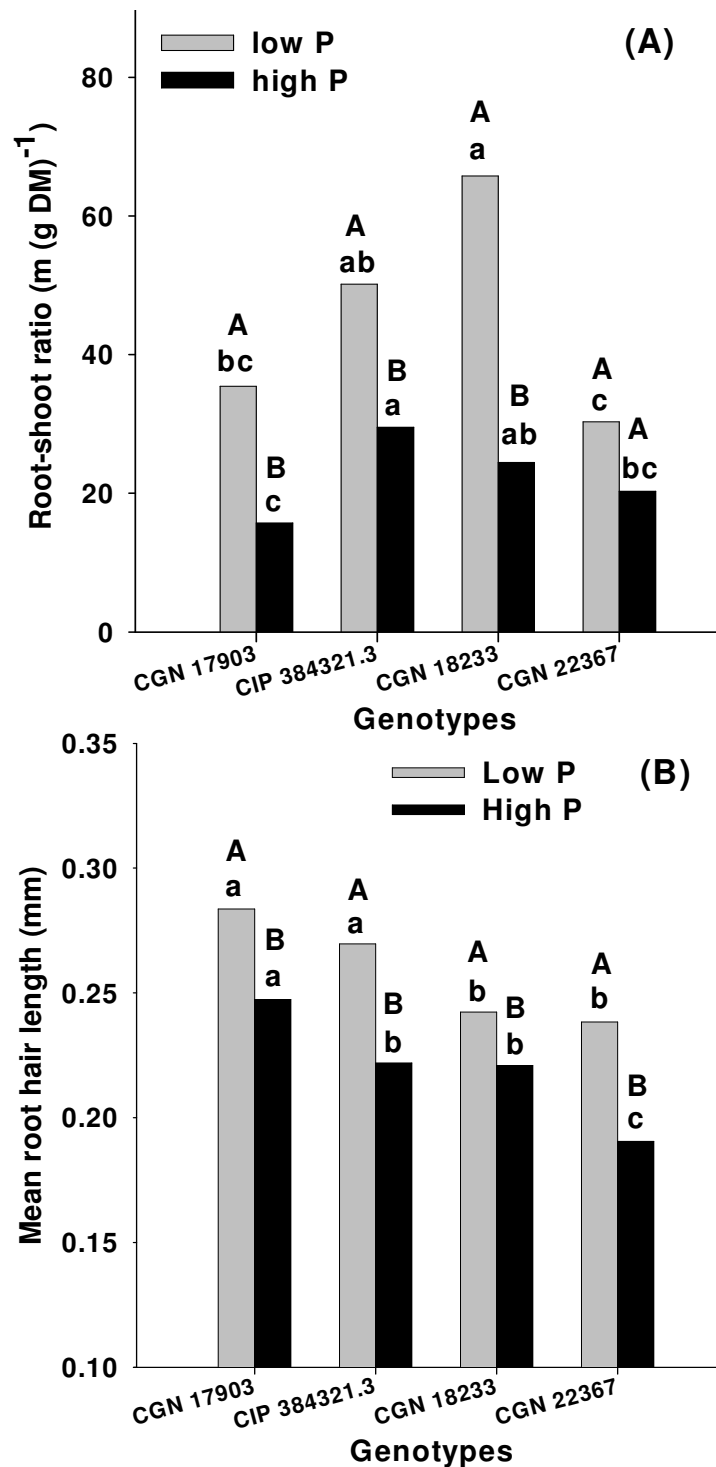 (A)
low P
high P
Root-shoot ratio (m (g DM)⁻¹)
80
60
40
20
0
A
bc
B
c
A
ab
B
a
A
a
B
ab
A
c
A
bc
CGN 17903
CIP 384321.3
CGN 18233
CGN 22367
Genotypes
(B)
Low P
High P
Mean root hair length (mm)
0.35
0.30
0.25
0.20
0.15
0.10
A
a
B
a
A
a
B
b
A
b
B
b
A
b
B
c
CGN 17903
CIP 384321.3
CGN 18233
CGN 22367
Genotypes